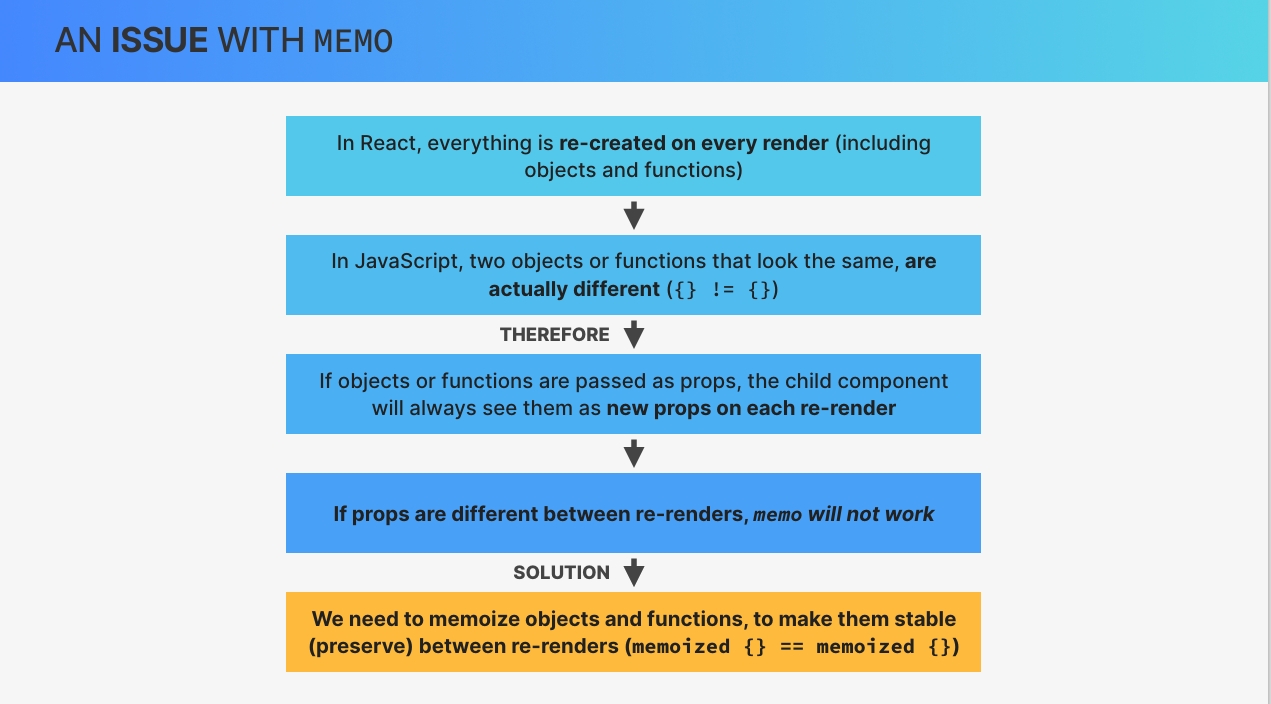 AN ISSUE WITH MEMO
In React, everything is re-created on every render (including
objects and functions)
In JavaScript, two objects or functions that look the same, are
actually different ({} != {})
THEREFORE
If objects or functions are passed as props, the child component
will always see them as new props on each re-render
If props are different between re-renders, memo will not work
SOLUTION
We need to memoize objects and functions, to make them stable
(preserve) between re-renders (memoized {} == memoized {})